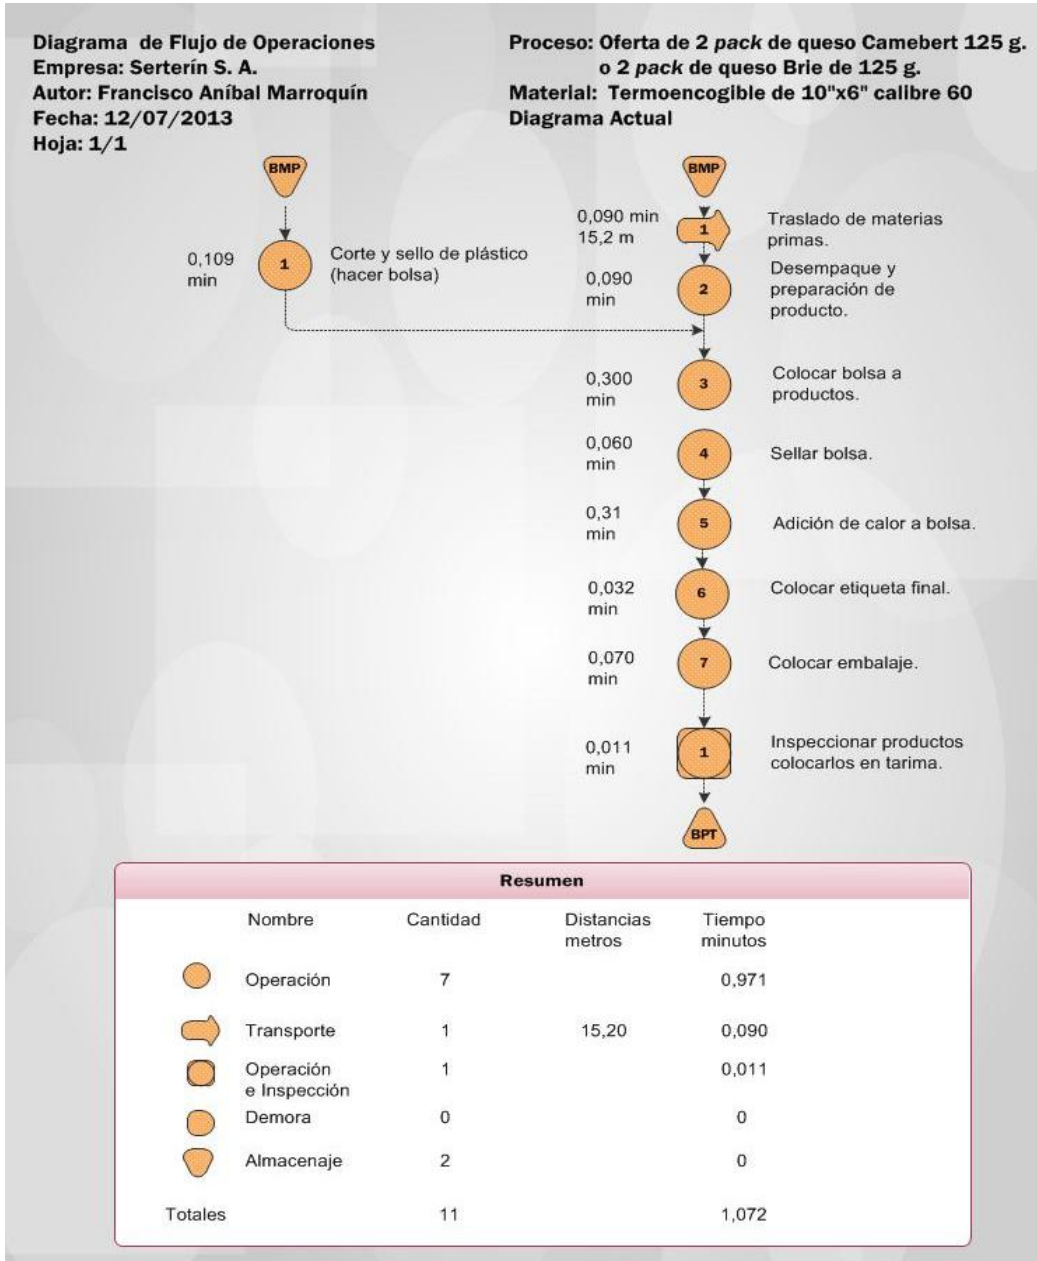 Diagrama de Flujo de Operaciones
Empresa: Serterín S. A.
Autor: Francisco Aníbal Marroquín
Fecha: 12/07/2013
Hoja: 1/1
Proceso: Oferta de 2 pack de queso Camebert 125 g.
o 2 pack de queso Brie de 125 g.
Material: Termoencogible de 10"x6" calibre 60
Diagrama Actual
BMP
0,109
min
1
Corte y sello de plástico
(hacer bolsa)
BMP
0,090 min
15,2 m
1
Traslado de materias
primas.
0,090
min
2
Desempaque y
preparación de
producto.
0,300
min
3
Colocar bolsa a
productos.
0,060
min
4
Sellar bolsa.
0,31
min
5
Adición de calor a bolsa.
0,032
min
6
Colocar etiqueta final.
0,070
min
7
Colocar embalaje.
0,011
min
1
Inspeccionar productos
colocarlos en tarima.
BPT
Resumen
Nombre Cantidad Distancias metros Tiempo minutos
Operación 7 0,971
Transporte 1 15,20 0,090
Operación e Inspección 1 0,011
Demora 0 0
Almacenaje 2 0
Totales 11 1,072